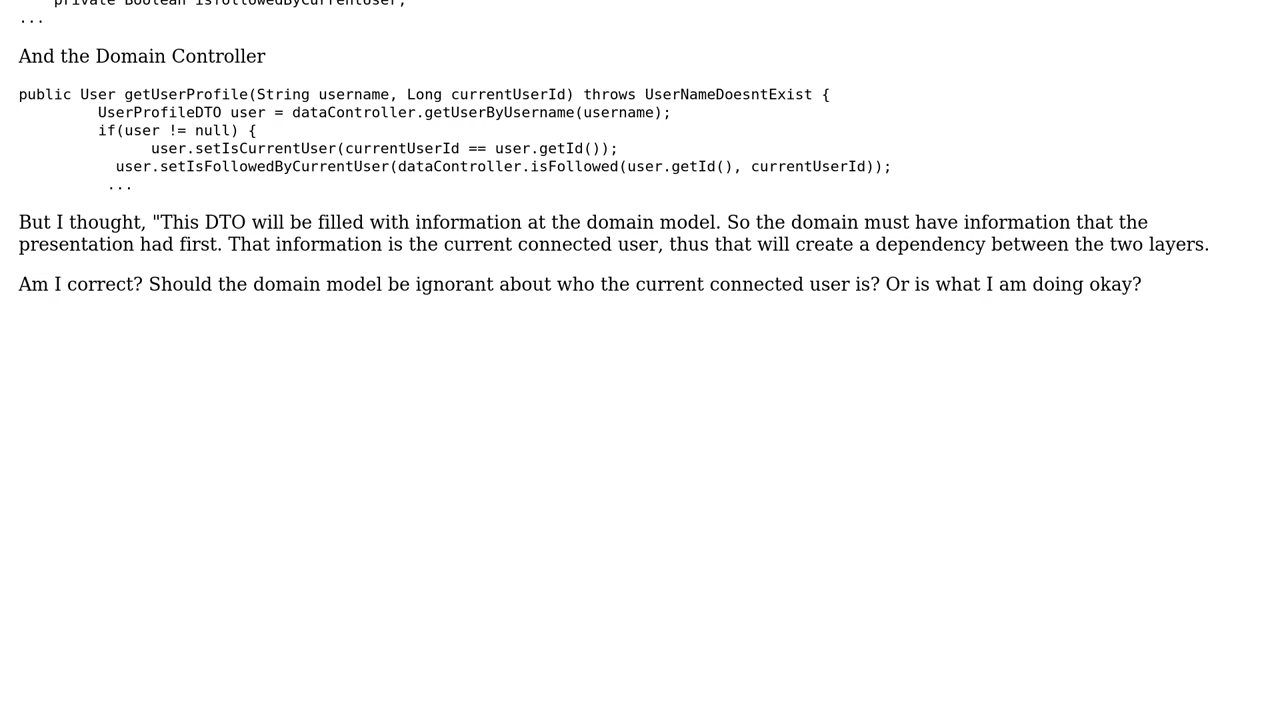 private Boolean isFollowedByCurrentUser;
...
And the Domain Controller
public User getUserProfile(String username, Long currentUserId) throws UserNameDoesntExist {
UserProfileDTO user = dataController.getUserByUsername(username);
if(user != null) {
user.setIsCurrentUser(currentUserId == user.getId());
user.setIsFollowedByCurrentUser(dataController.isFollowed(user.getId(), currentUserId));
...
But I thought, "This DTO will be filled with information at the domain model. So the domain must have information that the
presentation had first. That information is the current connected user, thus that will create a dependency between the two layers.
Am I correct? Should the domain model be ignorant about who the current connected user is? Or is what I am doing okay?